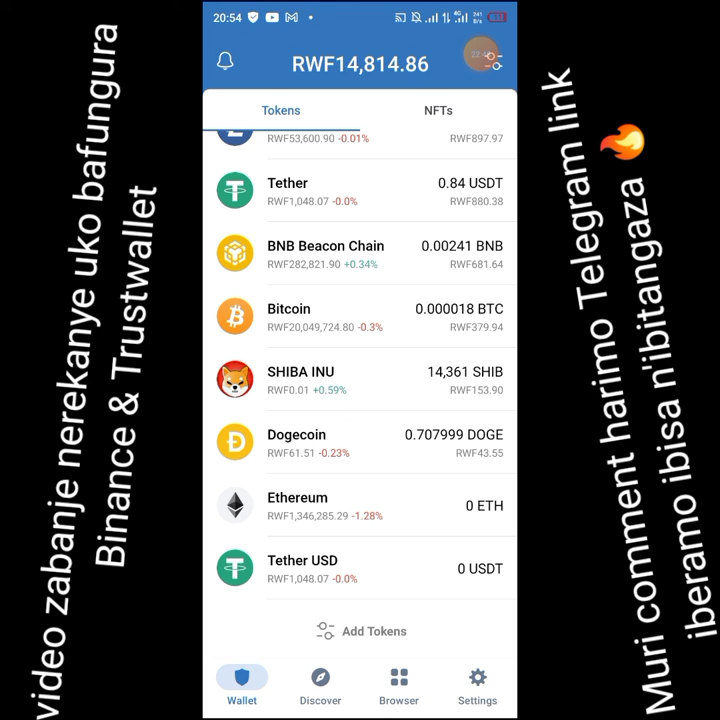 video zabanje nerekanye uko bafungura
Binance & Trustwallet
20:54
4G
241
B/s
11
RWF14,814.86
Tokens
NFTs
RWF53,600.90 -0.01%
RWF897.97
Tether
0.84 USDT
RWF1,048.07 -0.0%
RWF880.38
BNB Beacon Chain
0.00241 BNB
RWF282,821.90 +0.34%
RWF681.64
Bitcoin
0.000018 BTC
RWF20,049,724.80 -0.3%
RWF379.94
SHIBA INU
14,361 SHIB
RWF0.01 +0.59%
RWF153.90
Dogecoin
0.707999 DOGE
RWF61.51 -0.23%
RWF43.55
Ethereum
0 ETH
RWF1,346,285.29 -1.28%
Tether USD
0 USDT
RWF1,048.07 -0.0%
Add Tokens
Wallet
Discover
Browser
Settings
Muri comment harimo Telegram link
iberamo ibisa n'ibitangaza 🔥